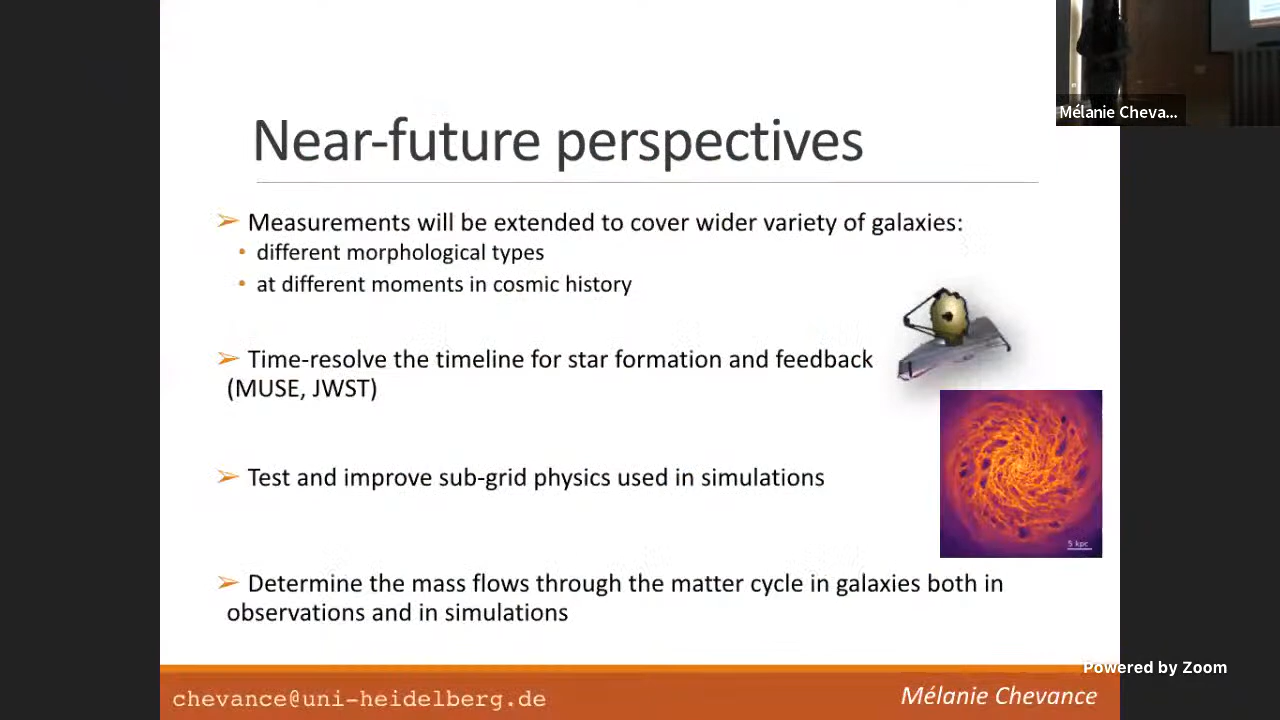 Mélanie Cheva...
Near-future perspectives
➢ Measurements will be extended to cover wider variety of galaxies:
• different morphological types
• at different moments in cosmic history
➢ Time-resolve the timeline for star formation and feedback
(MUSE, JWST)
➢ Test and improve sub-grid physics used in simulations
5 kpc
➢ Determine the mass flows through the matter cycle in galaxies both in
observations and in simulations
Powered by Zoom
chevance@uni-heidelberg.de
Mélanie Chevance